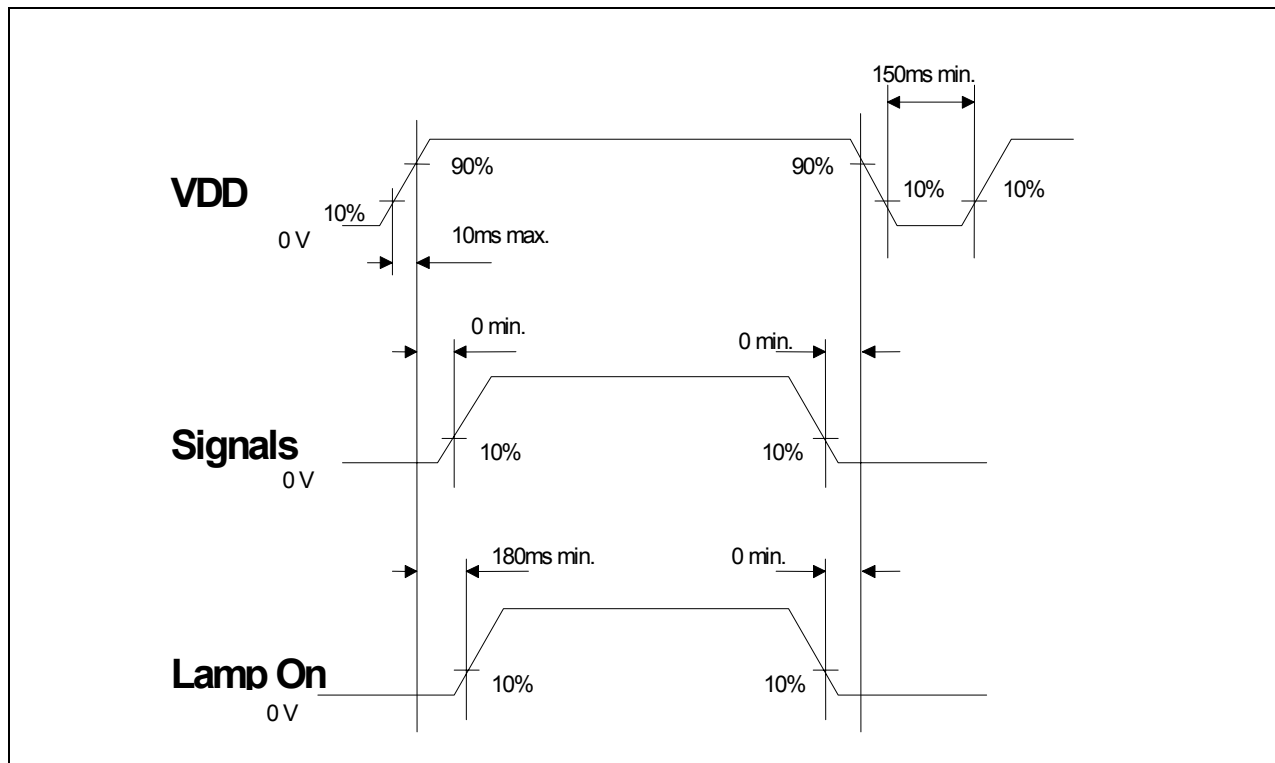 150ms min.
90%
90%
VDD
10%
10%
10%
0 V
10ms max.
0 min.
0 min.
Signals
10%
10%
0 V
180ms min.
0 min.
Lamp On
10%
10%
0 V